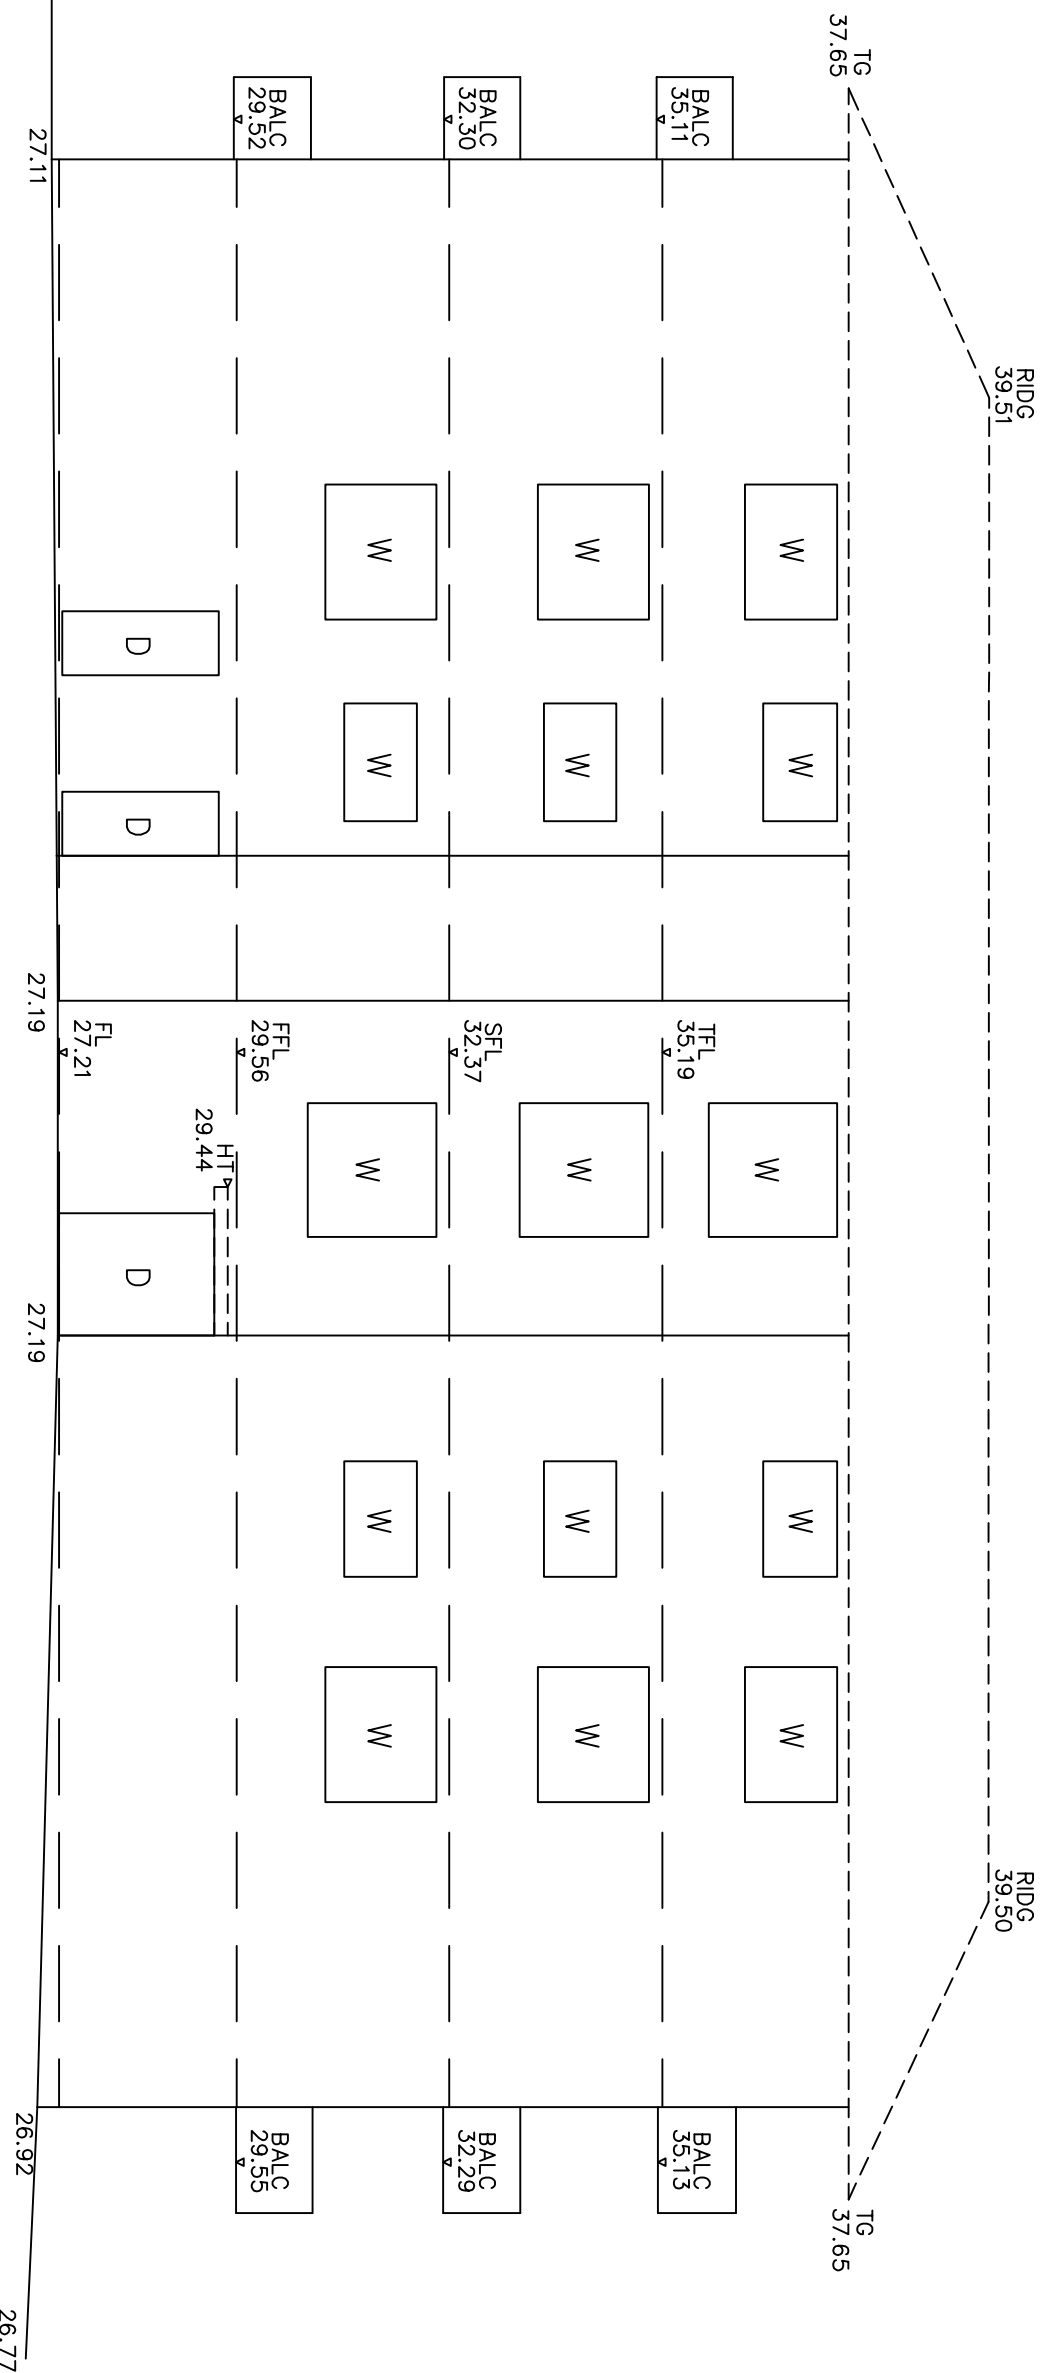 RIDG
39.51
RIDG
39.50
TG
37.65
TG
37.65
W
W
W
W
W
BALC
35.11
TFL
35.19
BALC
35.13
W
W
W
W
W
BALC
32.30
SFL
32.37
BALC
32.29
W
W
W
W
W
BALC
29.52
FFL
29.56
BALC
29.55
HT
29.44
D
D
D
FL
27.21
27.11
27.19
27.19
26.92
26.77